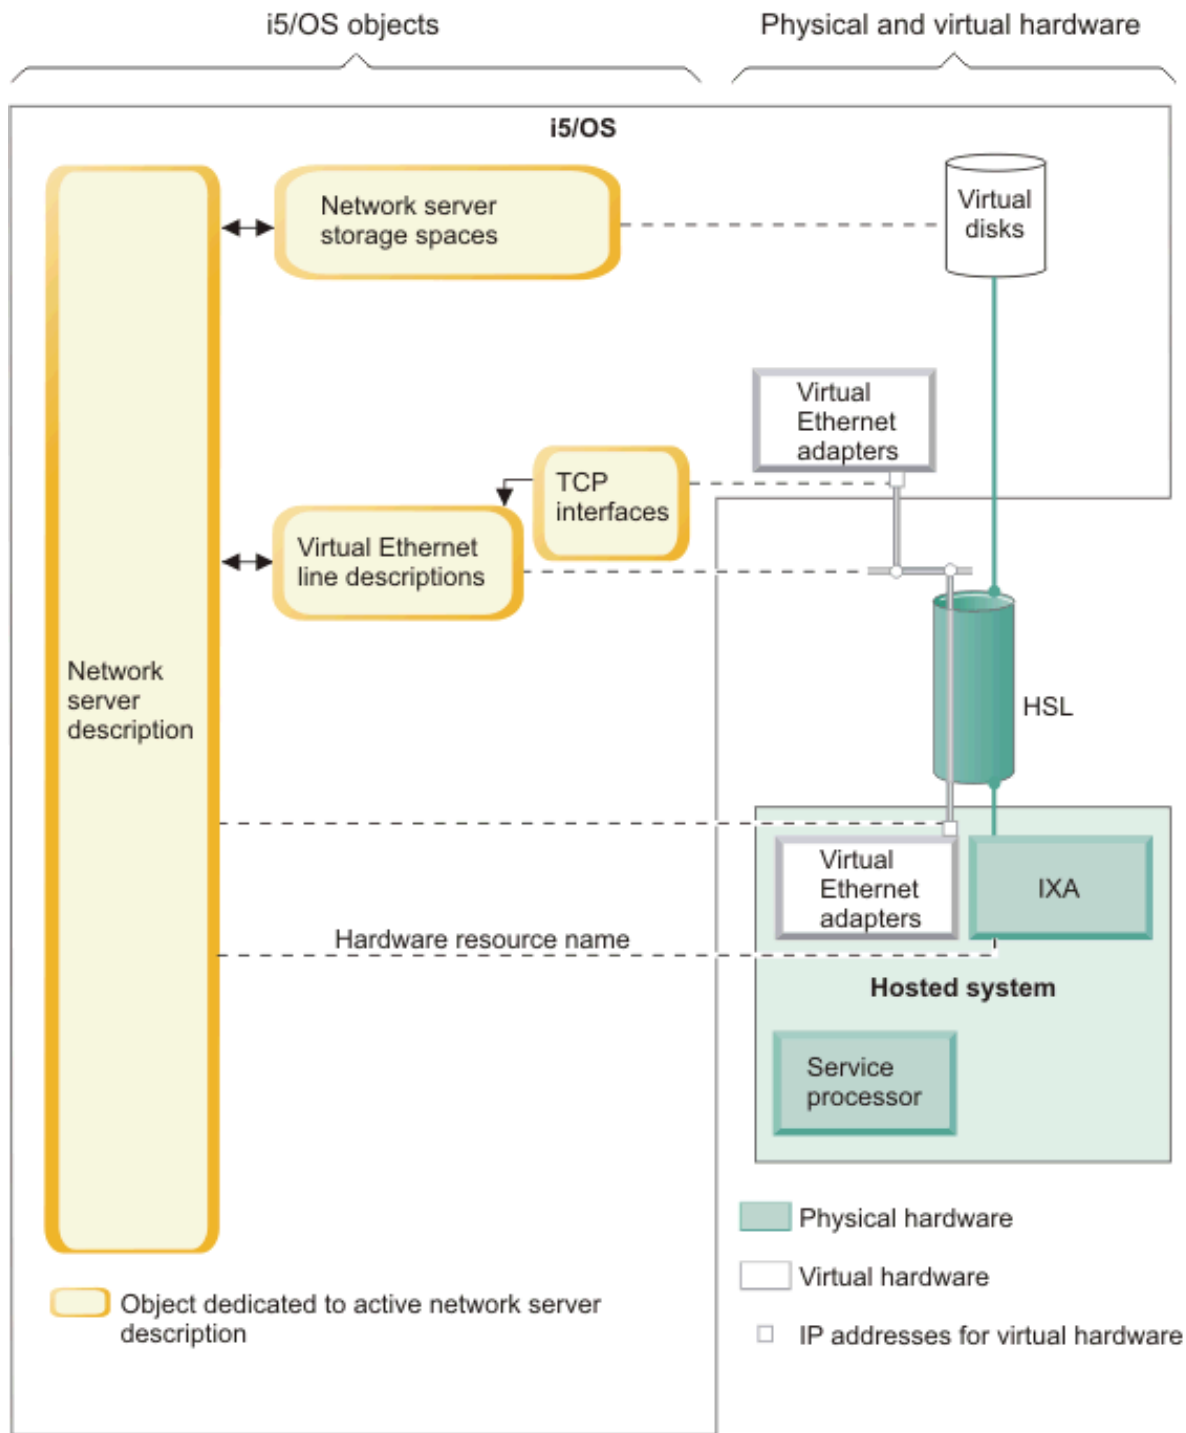 i5/OS objects
Physical and virtual hardware
i5/OS
Network server
storage spaces
Virtual
disks
Virtual
Ethernet
adapters
TCP
interfaces
Virtual Ethernet
line descriptions
Network
server
description
HSL
Virtual
Ethernet
adapters
IXA
Hardware resource name
Hosted system
Service
processor
Physical hardware
Virtual hardware
IP addresses for virtual hardware
Object dedicated to active network server
description